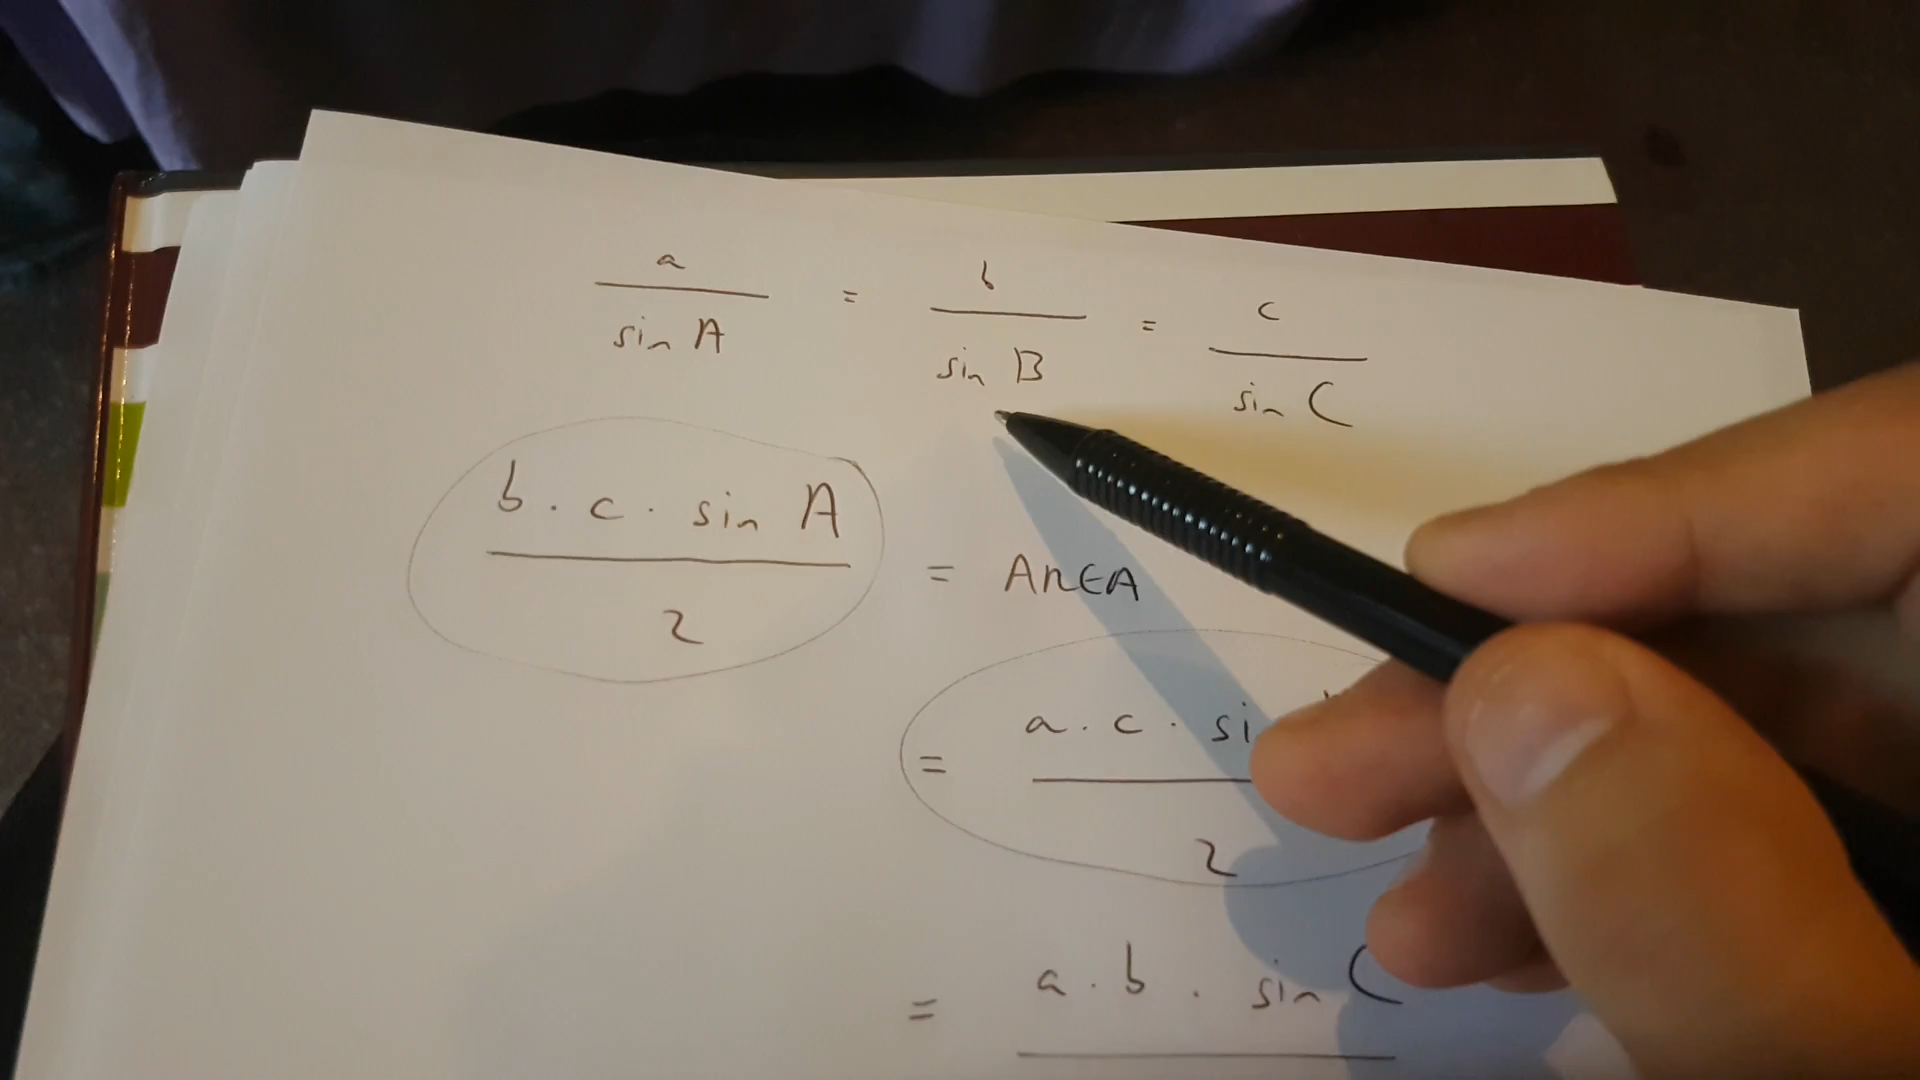 a/sin A = b/sin B = c/sin C
b · c · sin A/2 = AREA
= a · c · si/2
= a · b · sin C